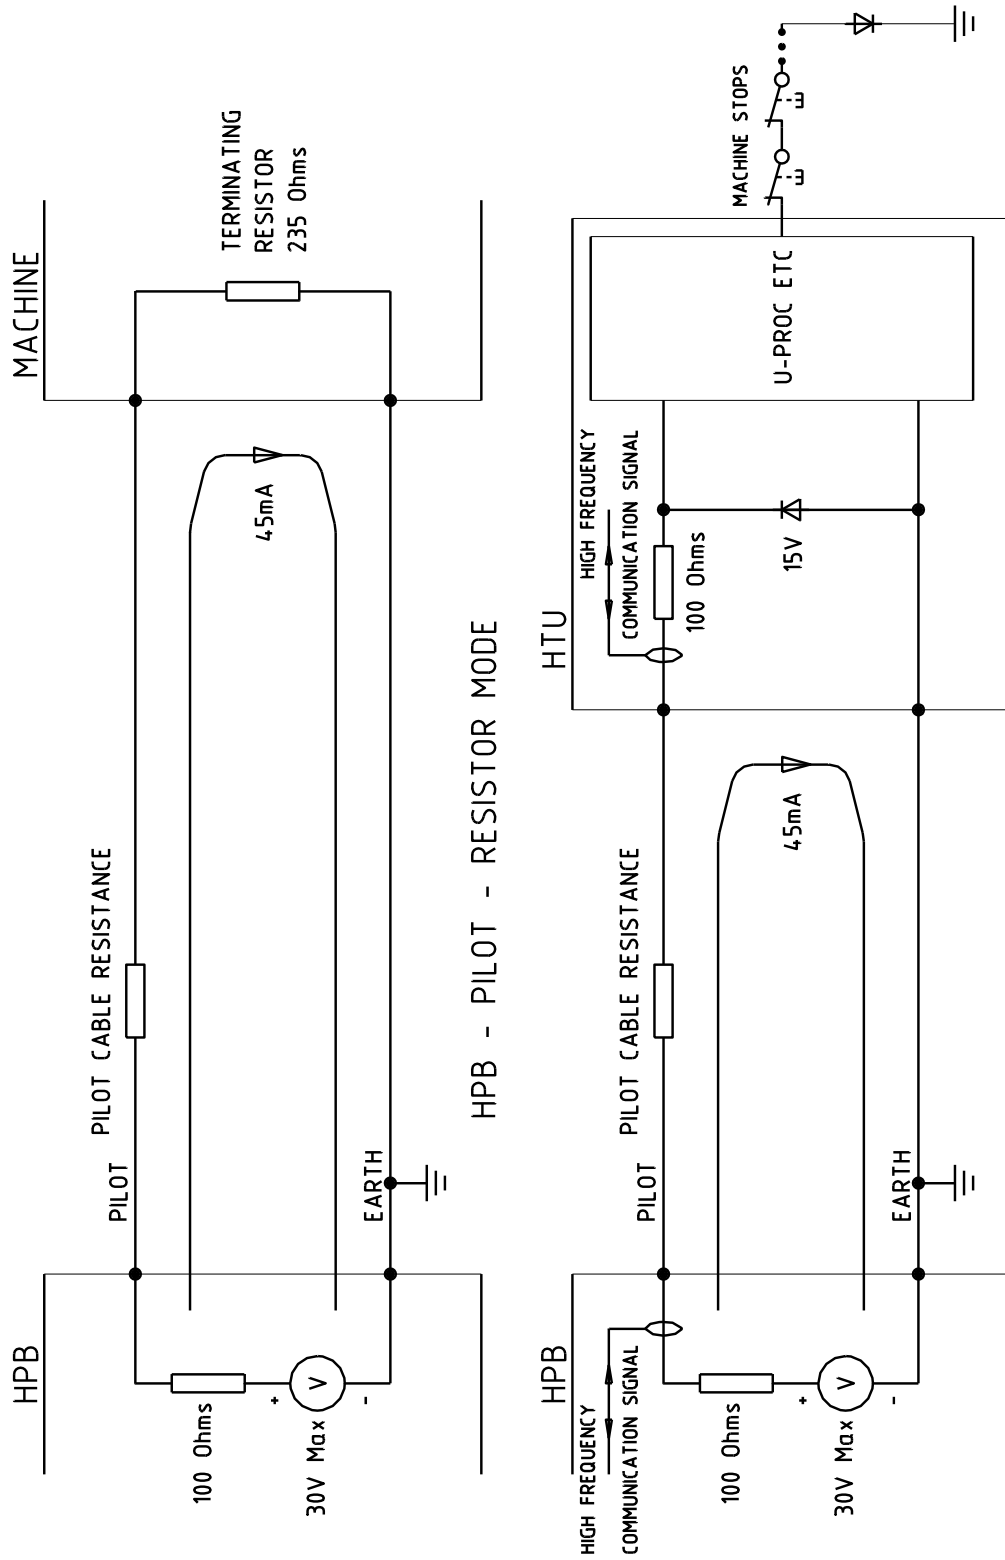 HPB
MACHINE
PILOT
PILOT CABLE RESISTANCE
TERMINATING
RESISTOR
235 Ohms
100 Ohms
+
30V Max
-
45mA
EARTH
HPB - PILOT - RESISTOR MODE
HPB
HTU
HIGH FREQUENCY
COMMUNICATION SIGNAL
PILOT
PILOT CABLE RESISTANCE
HIGH FREQUENCY
COMMUNICATION SIGNAL
100 Ohms
MACHINE STOPS
100 Ohms
+
30V Max
-
V
V
45mA
15V
U-PROC ETC
EARTH